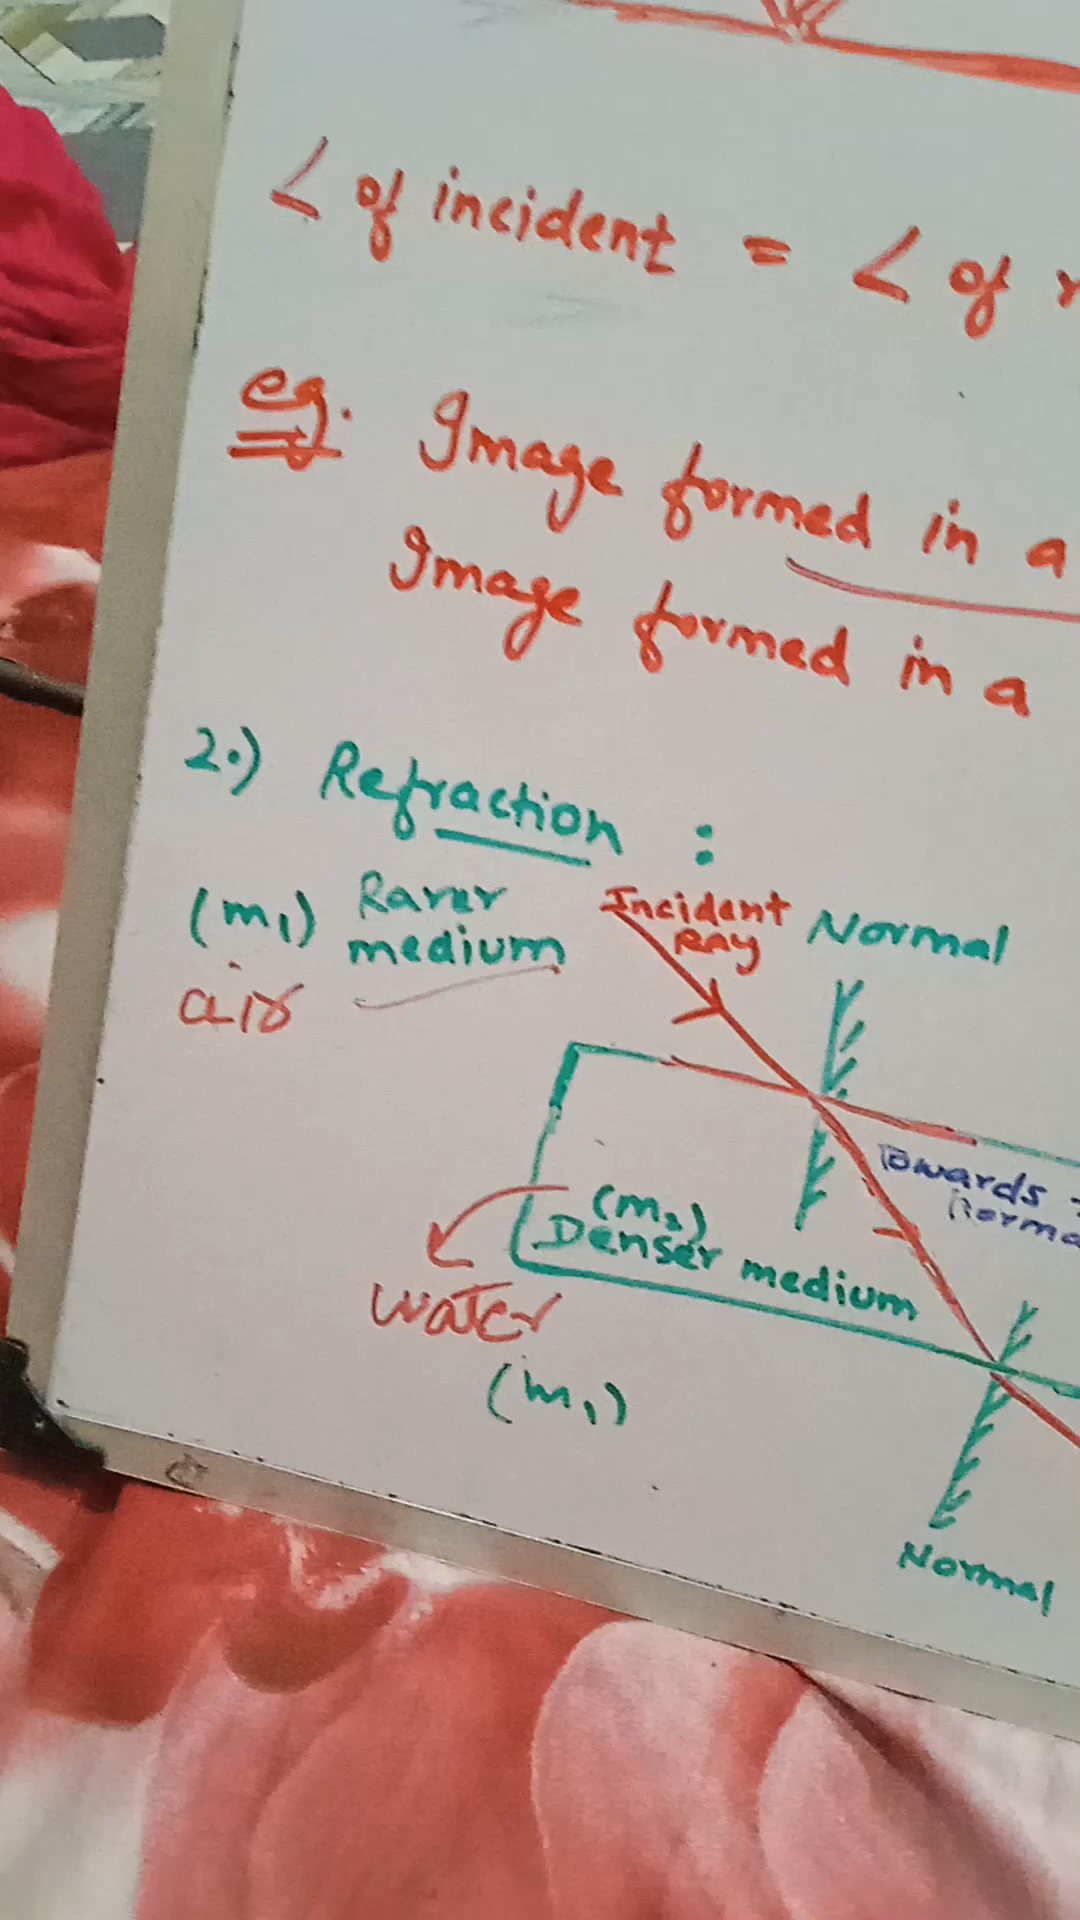 ∠ of incident = ∠ of
eg. Image formed in a
Image formed in a
2.) Refraction :
(m₁) Rarer medium
air
Incident Ray
Normal
Towards
(m₂)
Denser medium
water
(m₁)
Normal